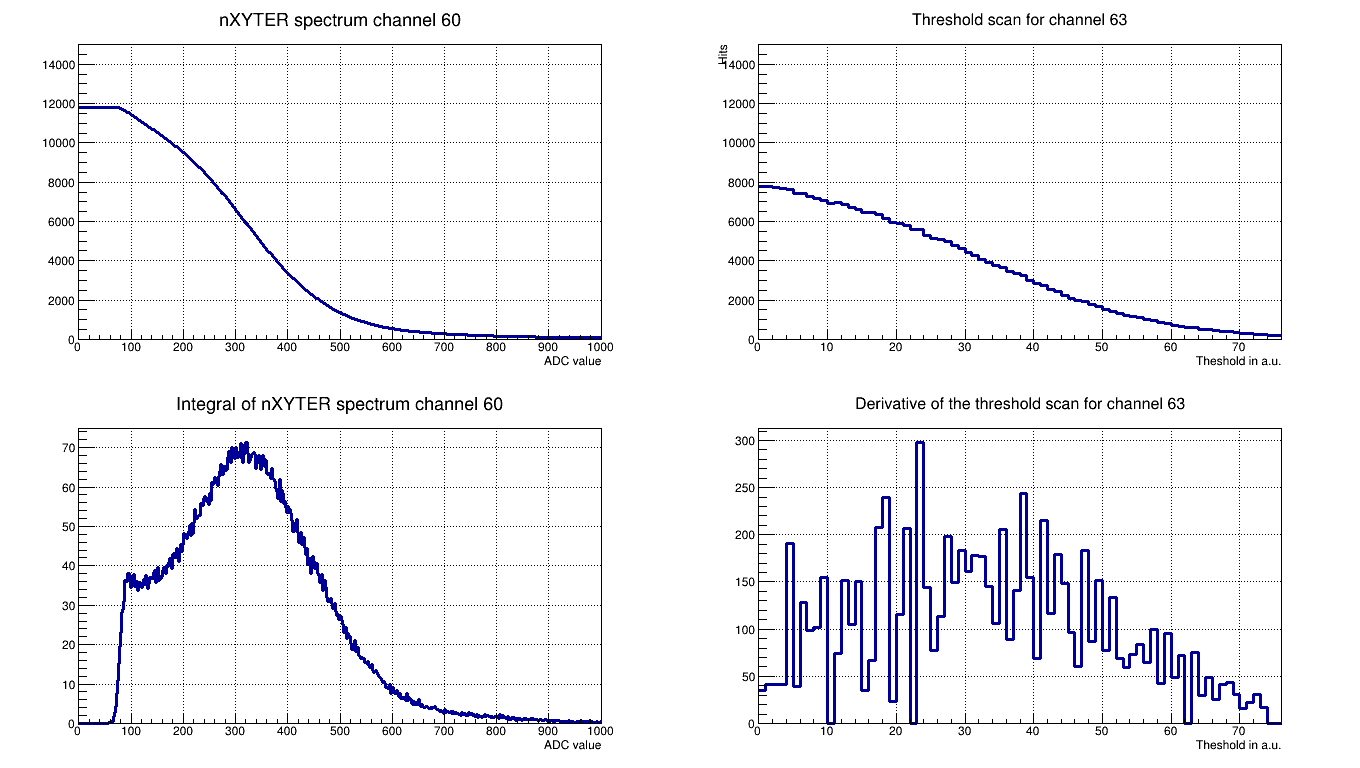 nXYTER spectrum channel 60
14000
12000
10000
8000
6000
4000
2000
0
0 100 200 300 400 500 600 700 800 900 1000
ADC value
Threshold scan for channel 63
Hits
14000
12000
10000
8000
6000
4000
2000
0
0 10 20 30 40 50 60 70
Theshold in a.u.
Integral of nXYTER spectrum channel 60
70
60
50
40
30
20
10
0
0 100 200 300 400 500 600 700 800 900 1000
ADC value
Derivative of the threshold scan for channel 63
300
250
200
150
100
50
0
0 10 20 30 40 50 60 70
Theshold in a.u.